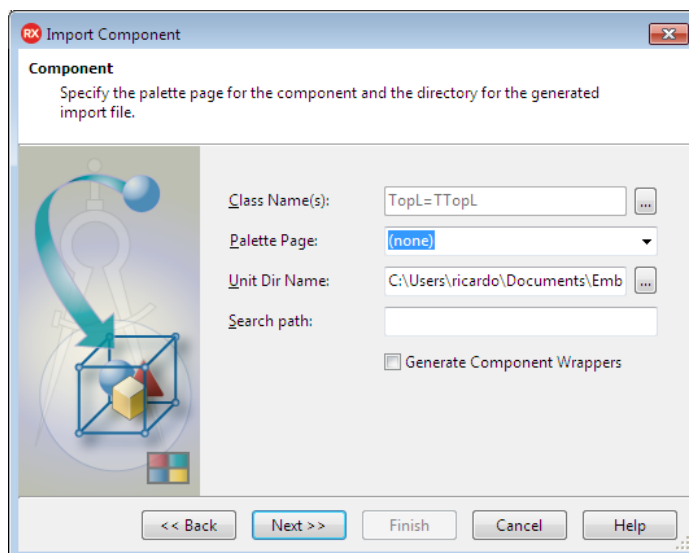 RX Import Component
Component
Specify the palette page for the component and the directory for the generated
import file.
Class Name(s): TopL=TTopL ...
Palette Page: (none)
Unit Dir Name: C:\Users\ricardo\Documents\Emb ...
Search path:
Generate Component Wrappers
<< Back Next >> Finish Cancel Help